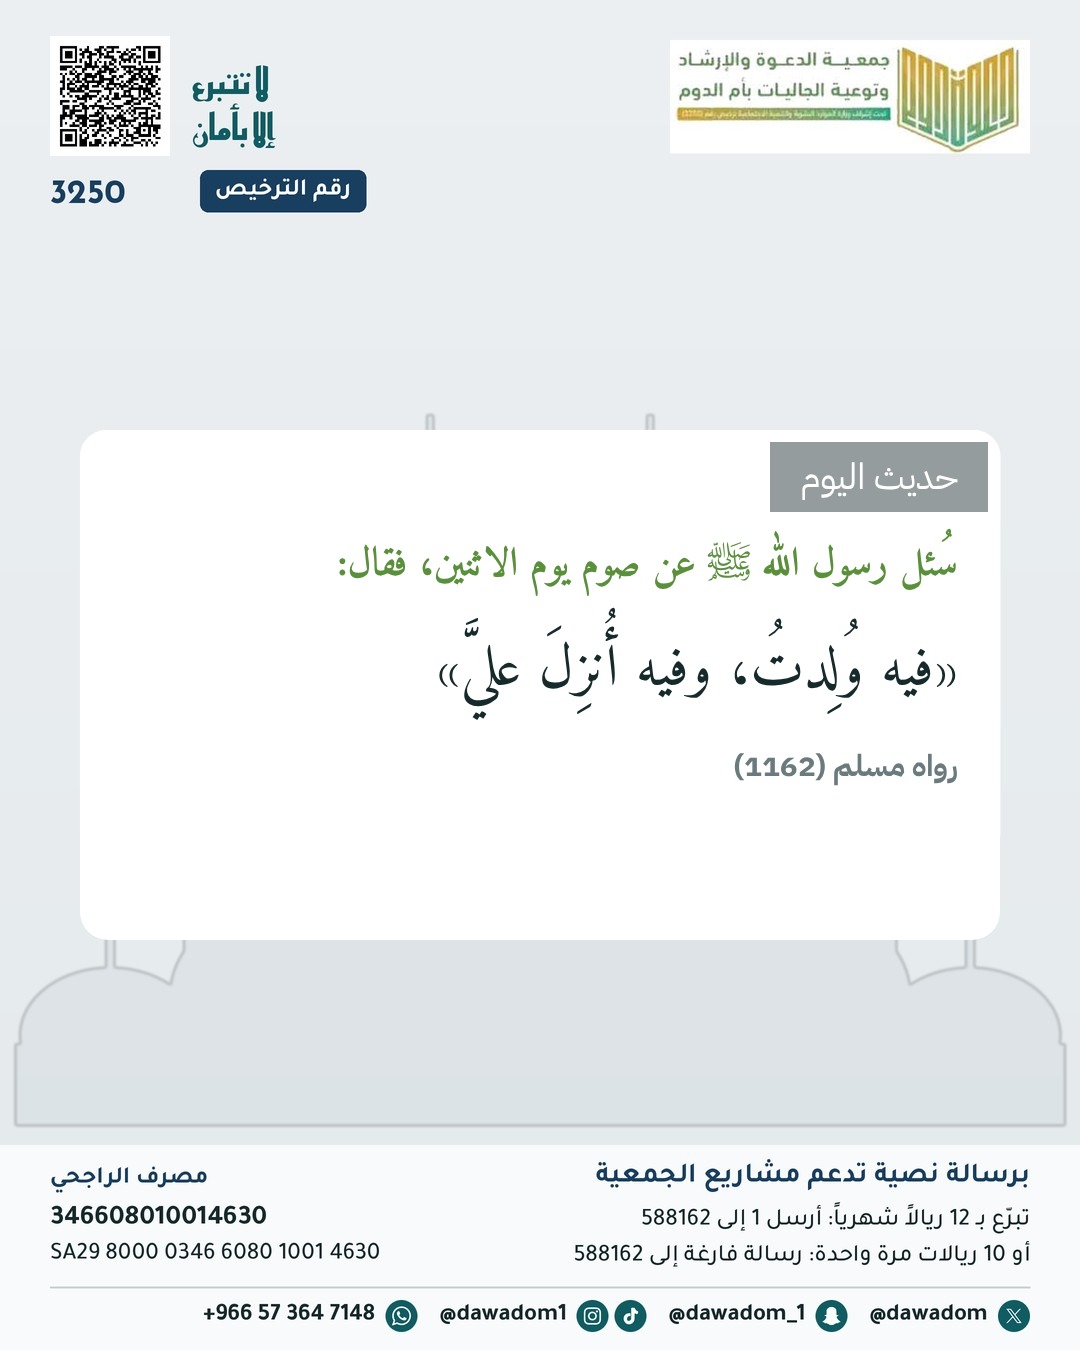 جمعيـة الدعـوة والإرشـاد
وتوعية الجاليات بأم الدوم
لا تتبرع
إلا بأمان
رقم الترخيص
3250
حديث اليوم
سُئل رسول الله ﷺ عن صوم يوم الاثنين، فقال:
«فيه وُلِدتُ، وفيه أُنزِلَ عليَّ»
رواه مسلم (1162)
برسالة نصية تدعم مشاريع الجمعية
تبرّع بـ 12 ريالاً شهرياً: أرسل 1 إلى 588162
أو 10 ريالات مرة واحدة: رسالة فارغة إلى 588162
مصرف الراجحي
346608010014630
SA29 8000 0346 6080 1001 4630
@dawadom
@dawadom_1
@dawadom1
+966 57 364 7148